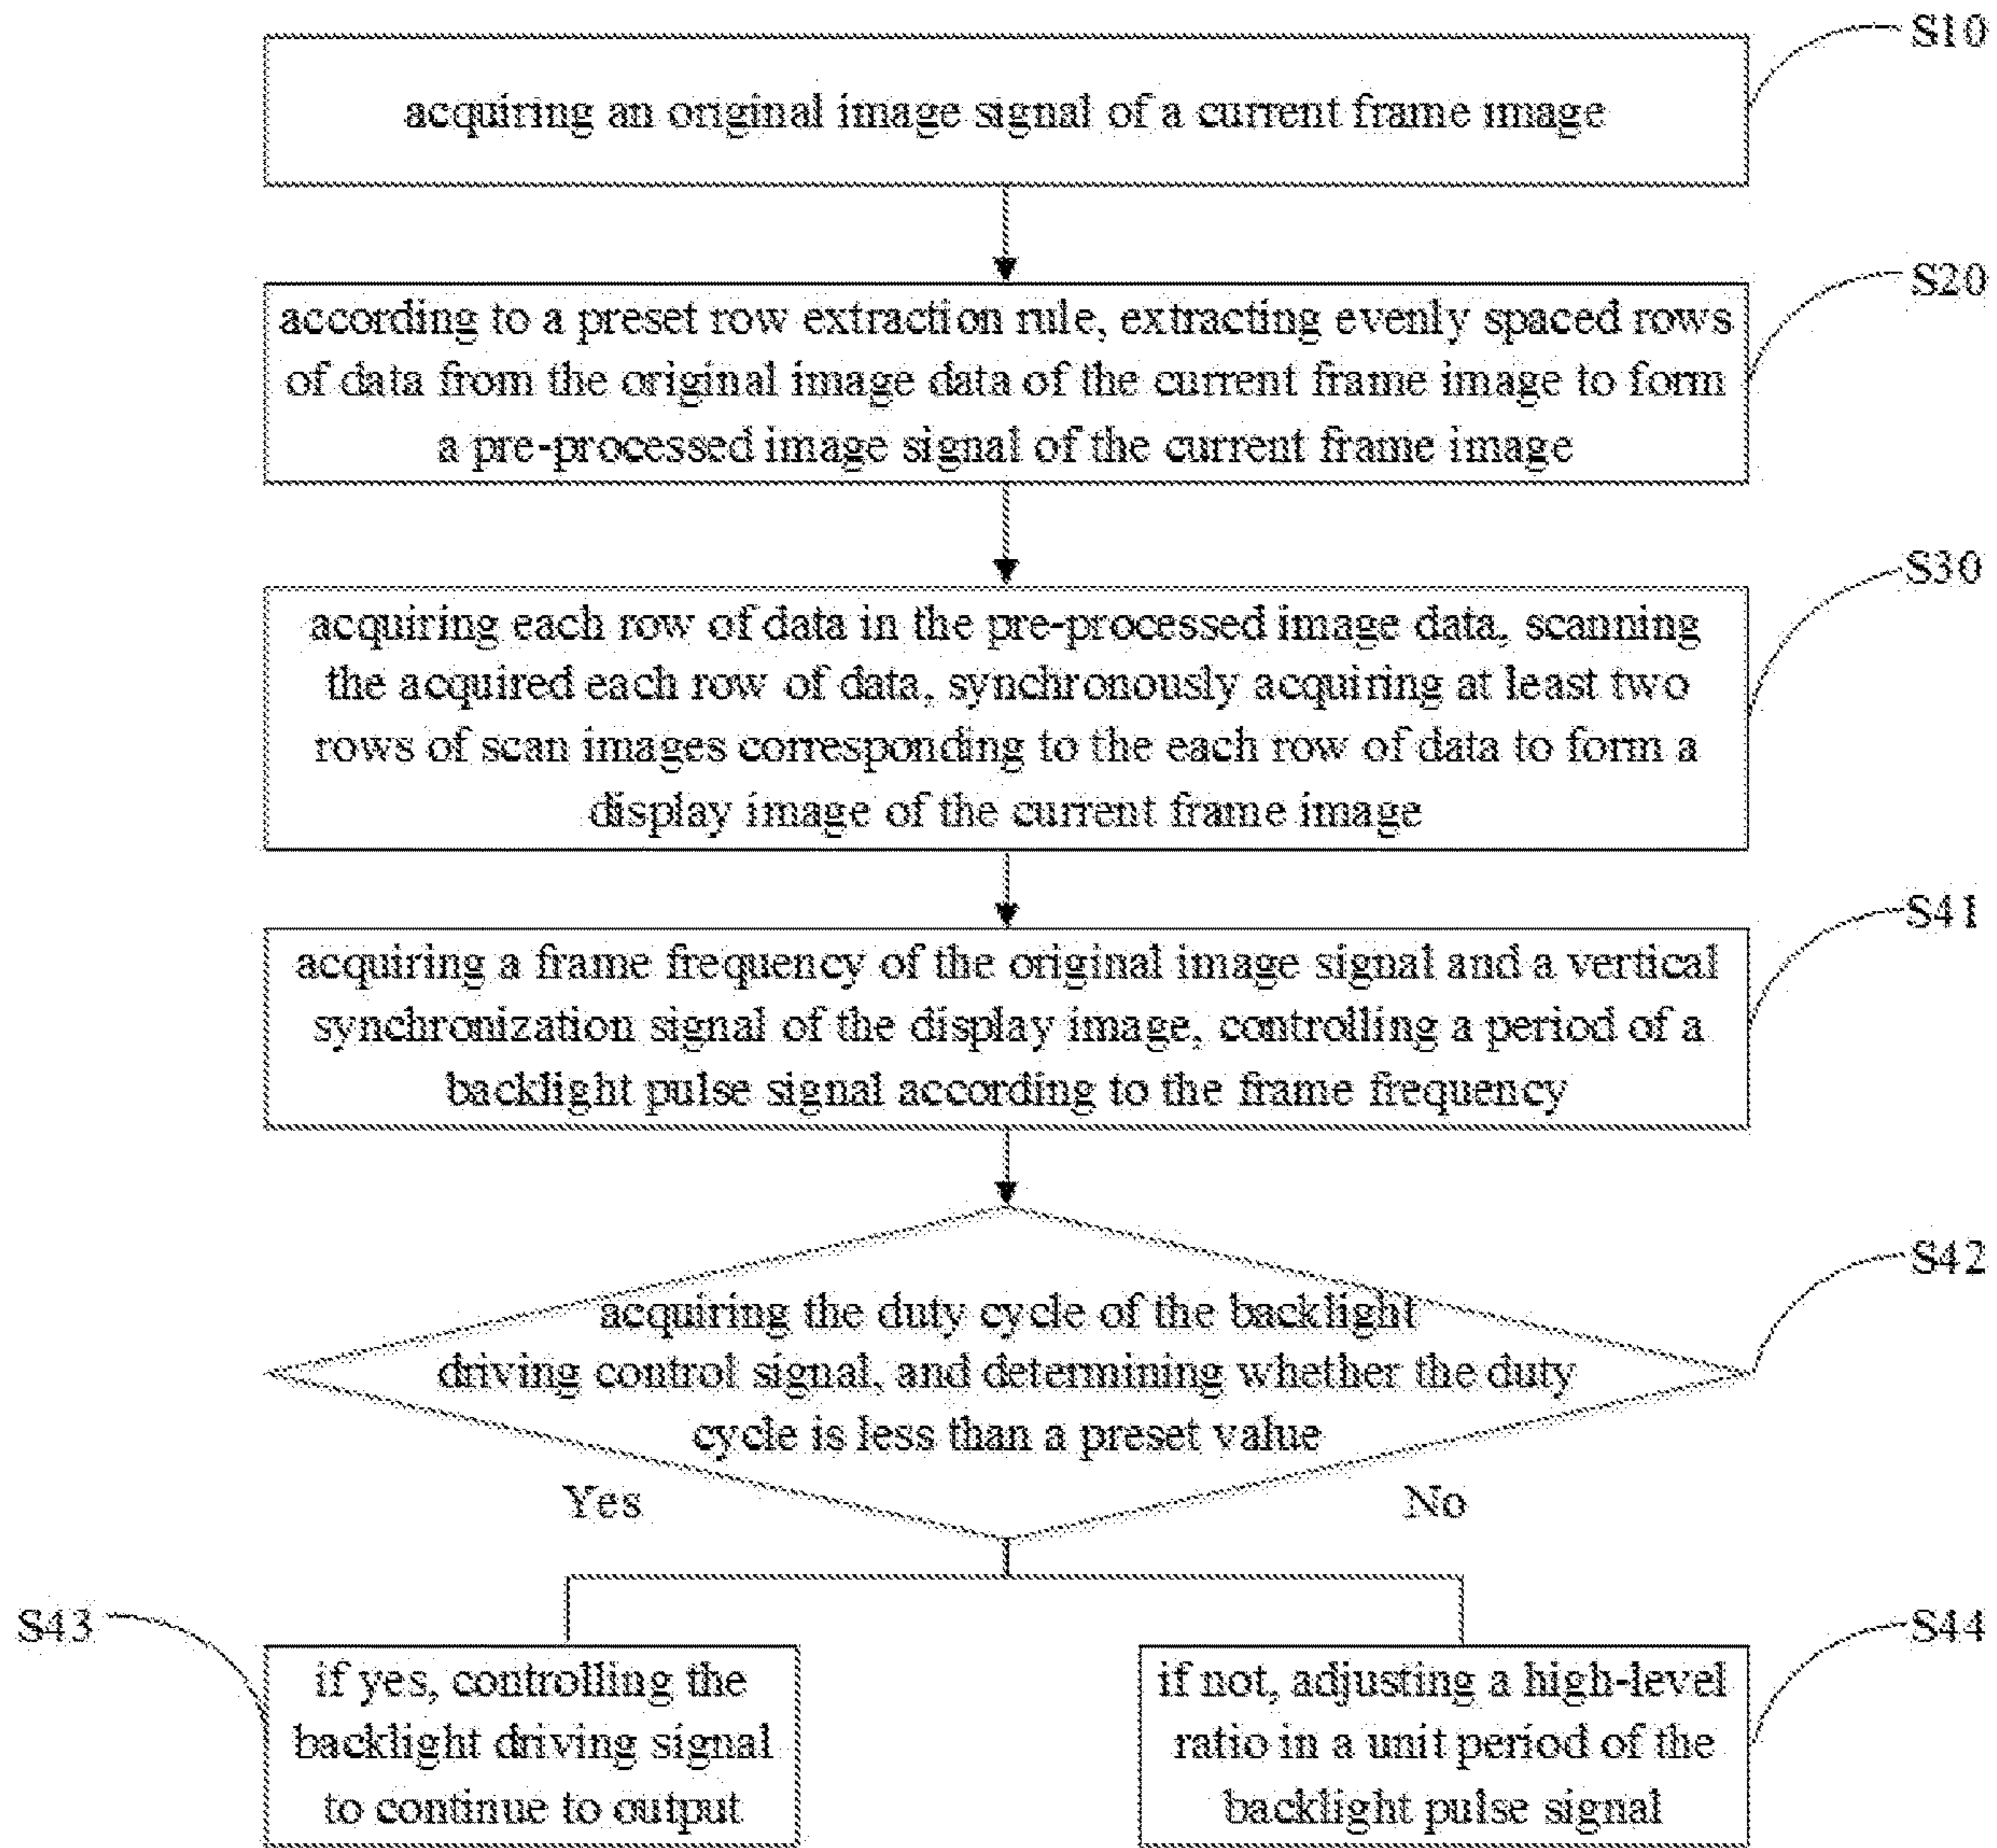 S10
acquiring an original image signal of a current frame image
S20
according to a preset row extraction rule, extracting evenly spaced rows
of data from the original image data of the current frame image to form
a pre-processed image signal of the current frame image
S30
acquiring each row of data in the pre-processed image data, scanning
the acquired each row of data, synchronously acquiring at least two
rows of scan images corresponding to the each row of data to form a
display image of the current frame image
S41
acquiring a frame frequency of the original image signal and a vertical
synchronization signal of the display image, controlling a period of a
backlight pulse signal according to the frame frequency
S42
acquiring the duty cycle of the backlight
driving control signal, and determining whether the duty
cycle is less than a preset value
Yes
No
S43
if yes, controlling the
backlight driving signal
to continue to output
S44
if not, adjusting a high-level
ratio in a unit period of the
backlight pulse signal